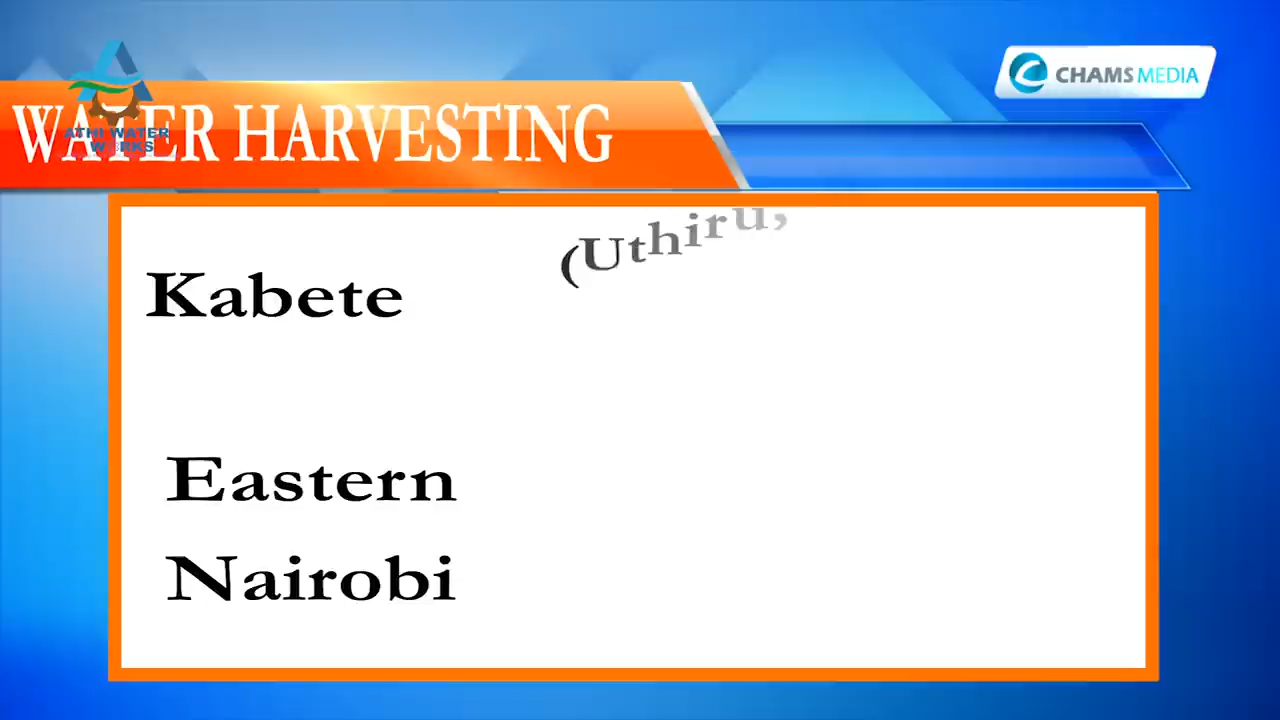 CHAMS MEDIA
WATER HARVESTING
ATHI WATER
WORKS
(Uthiru,
Kabete
Eastern
Nairobi